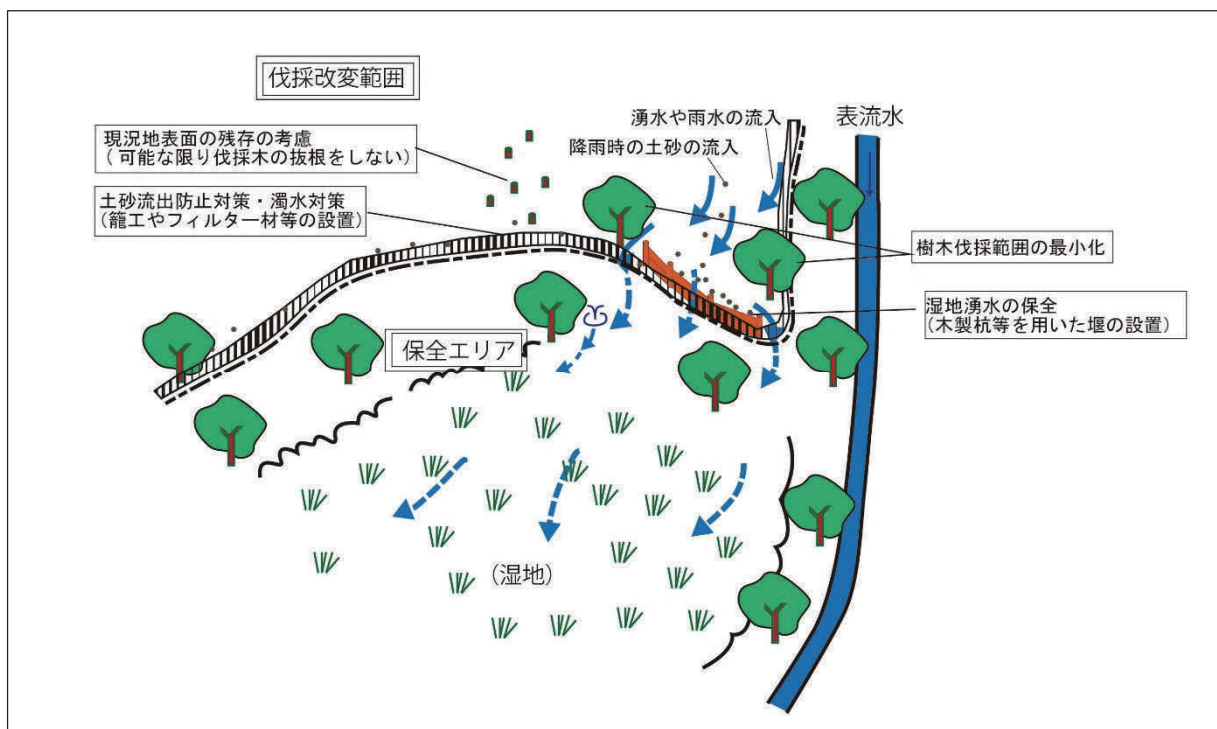 伐採改変範囲
湧水や雨水の流入
表流水
降雨時の土砂の流入
現況地表面の残存の考慮
（可能な限り伐採木の抜根をしない）
土砂流出防止対策・濁水対策
（籠工やフィルター材等の設置）
樹木伐採範囲の最小化
湿地湧水の保全
（木製杭等を用いた堰の設置）
保全エリア
（湿地）